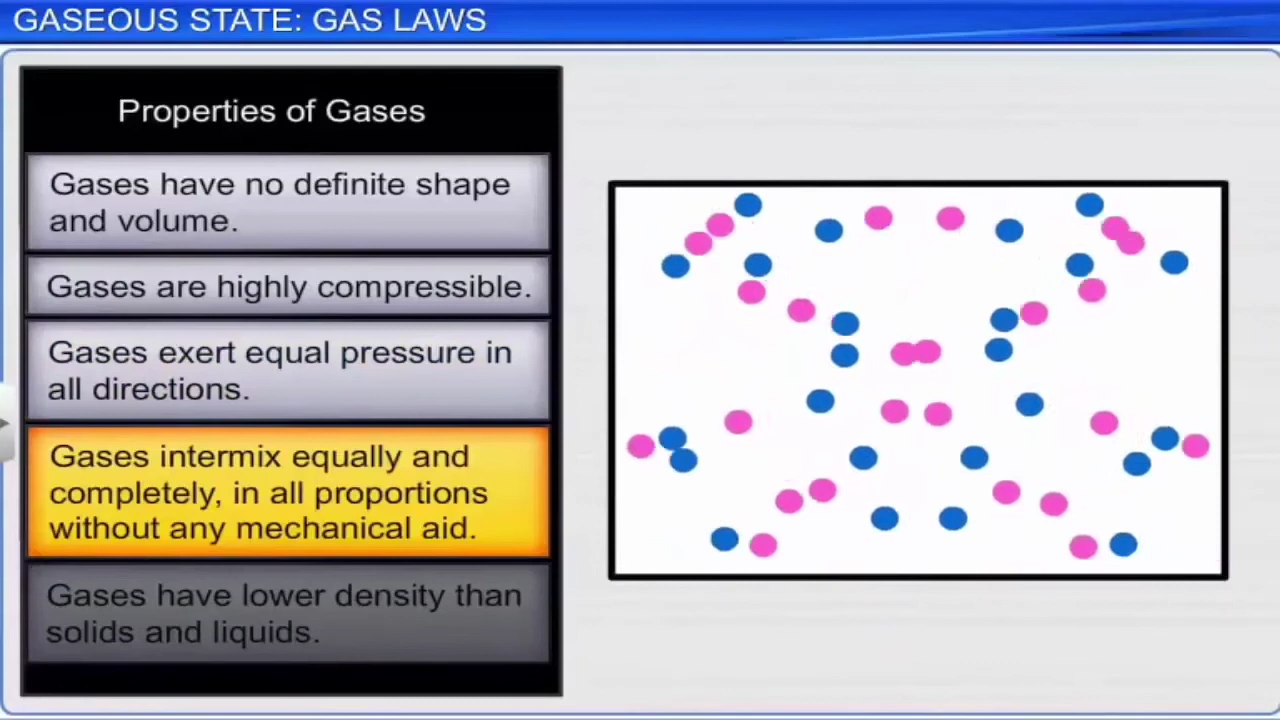 GASEOUS STATE: GAS LAWS
Properties of Gases
Gases have no definite shape
and volume.
Gases are highly compressible.
Gases exert equal pressure in
all directions.
Gases intermix equally and
completely, in all proportions
without any mechanical aid.
Gases have lower density than
solids and liquids.